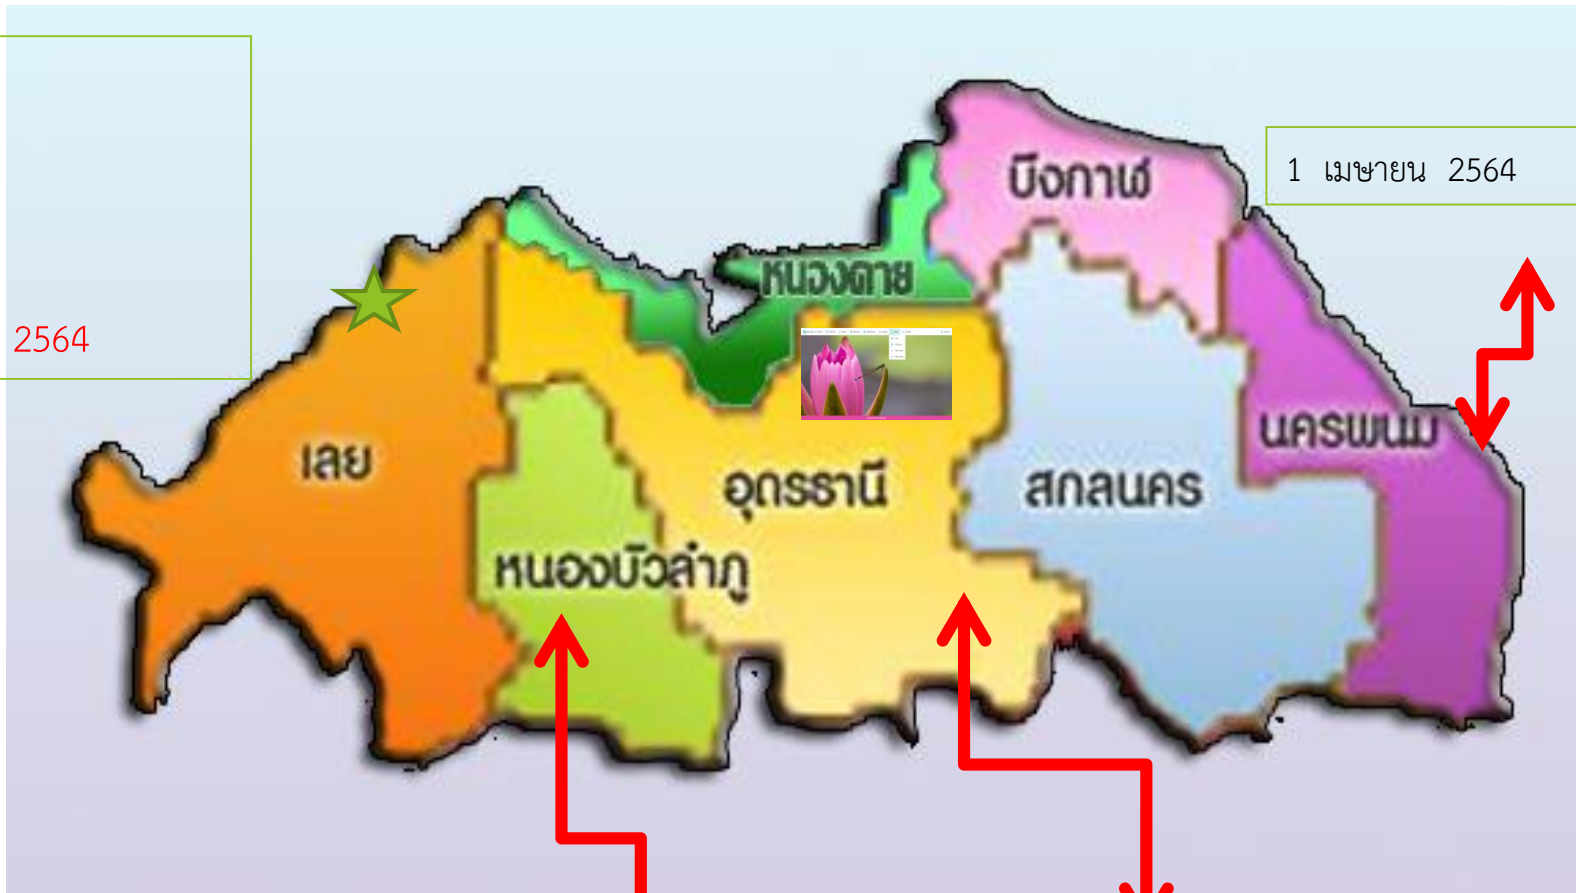 บึงกาฬ
1 เมษายน 2564
หนองคาย
2564
เลย
นครพนม
อุดรธานี
สกลนคร
หนองบัวลำภู